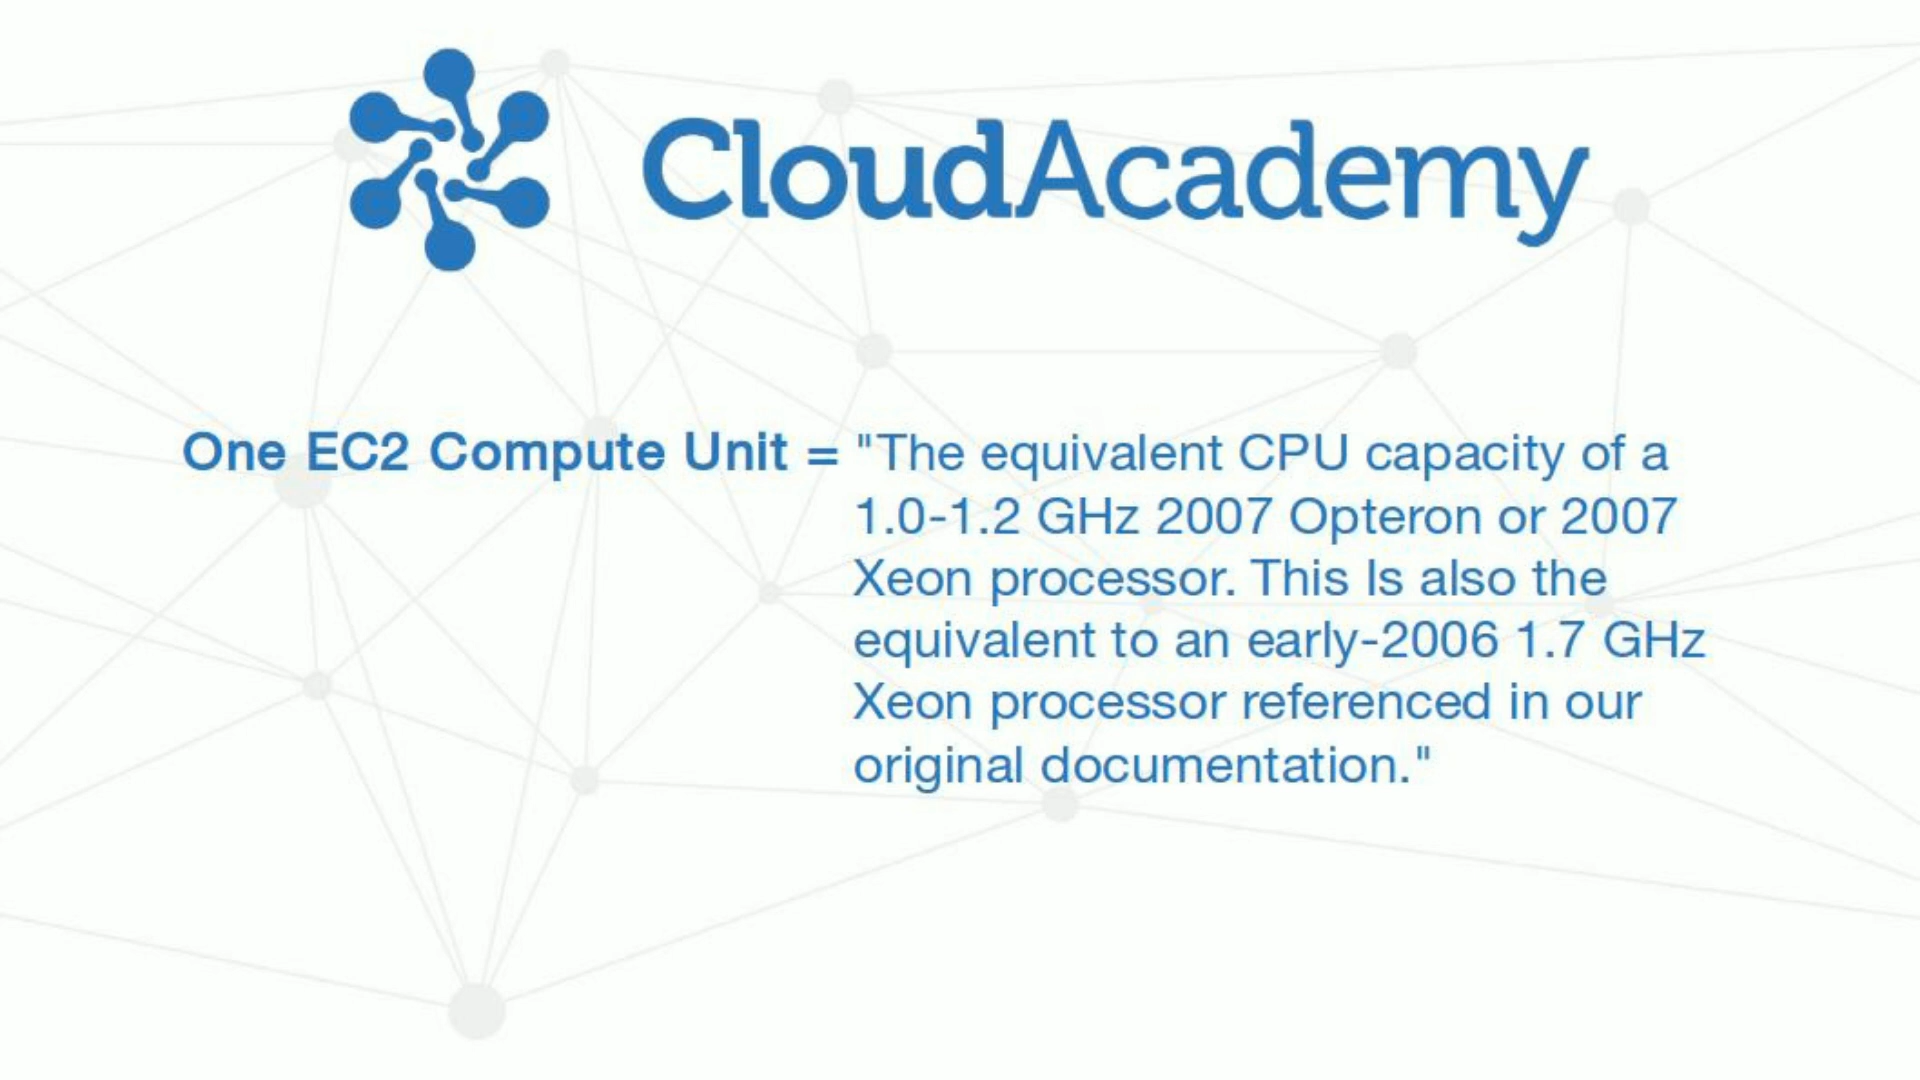 CloudAcademy
One EC2 Compute Unit = "The equivalent CPU capacity of a
1.0-1.2 GHz 2007 Opteron or 2007
Xeon processor. This Is also the
equivalent to an early-2006 1.7 GHz
Xeon processor referenced in our
original documentation."